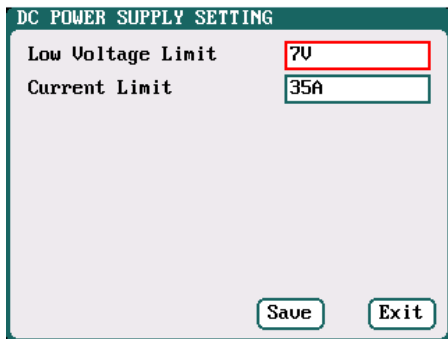 DC POWER SUPPLY SETTING
Low Voltage Limit 7V
Current Limit 35A
Save Exit